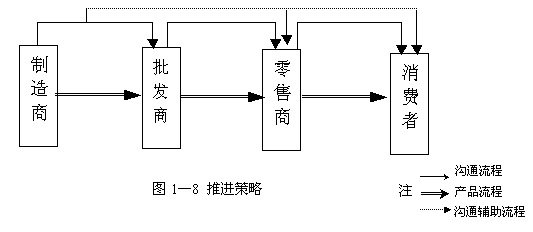 制造商
批发商
零售商
消费者
图 1—8 推进策略
注
沟通流程
产品流程
沟通辅助流程